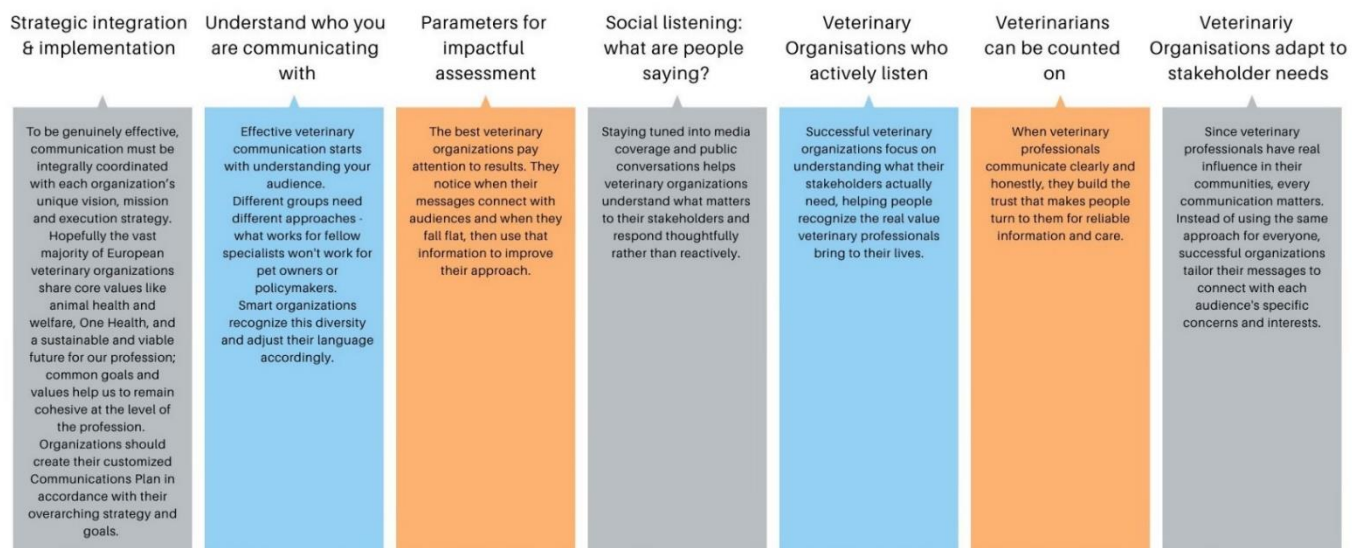 Strategic integration
& implementation
To be genuinely effective,
communication must be
integrally coordinated
with each organization's
unique vision, mission
and execution strategy.
Hopefully the vast
majority of European
veterinary organizations
share core values like
animal health and
welfare, One Health, and
a sustainable and viable
future for our profession;
common goals and
values help us to remain
cohesive at the level of
the profession.
Organizations should
create their customized
Communications Plan in
accordance with their
overarching strategy and
goals.
Understand who you
are communicating
with
Effective veterinary
communication starts
with understanding your
audience.
Different groups need
different approaches -
what works for fellow
specialists won't work for
pet owners or
policymakers.
Smart organizations
recognize this diversity
and adjust their language
accordingly.
Parameters for
impactful
assessment
The best veterinary
organizations pay
attention to results. They
notice when their
messages connect with
audiences and when they
fall flat, then use that
information to improve
their approach.
Social listening:
what are people
saying?
Staying tuned into media
coverage and public
conversations helps
veterinary organizations
understand what matters
to their stakeholders and
respond thoughtfully
rather than reactively.
Veterinary
Organisations who
actively listen
Successful veterinary
organizations focus on
understanding what their
stakeholders actually
need, helping people
recognize the real value
veterinary professionals
bring to their lives.
Veterinarians
can be counted
on
When veterinary
professionals
communicate clearly and
honestly, they build the
trust that makes people
turn to them for reliable
information and care.
Veterinariy
Organisations adapt to
stakeholder needs
Since veterinary
professionals have real
influence in their
communities, every
communication matters.
Instead of using the same
approach for everyone,
successful organizations
tailor their messages to
connect with each
audience's specific
concerns and interests.